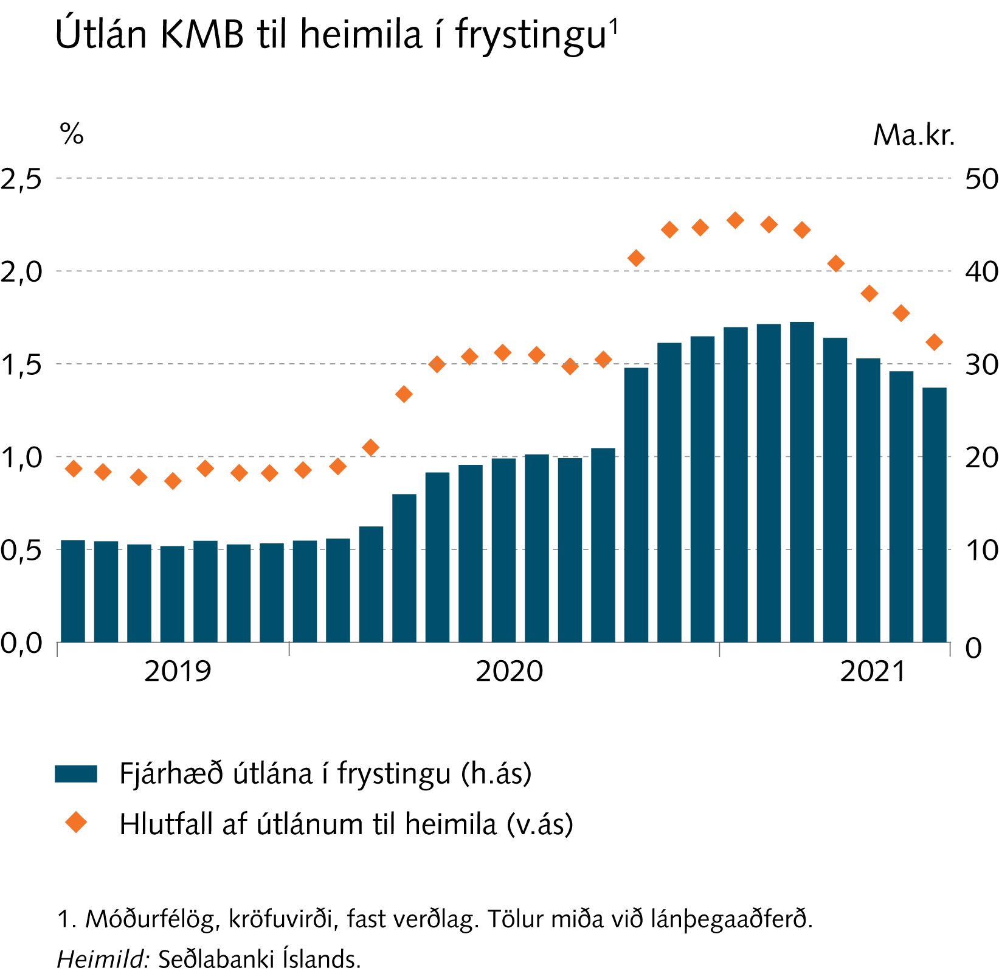 Útlán KMB til heimila í frystingu¹
% Ma.kr.
2,5 50
2,0 40
1,5 30
1,0 20
0,5 10
0,0 0
2019 2020 2021
Fjárhæð útlána í frystingu (h.ás)
Hlutfall af útlánum til heimila (v.ás)
1. Móðurfélög, kröfuvirði, fast verðlag. Tölur miða við lánþegaaðferð.
Heimild: Seðlabanki Íslands.